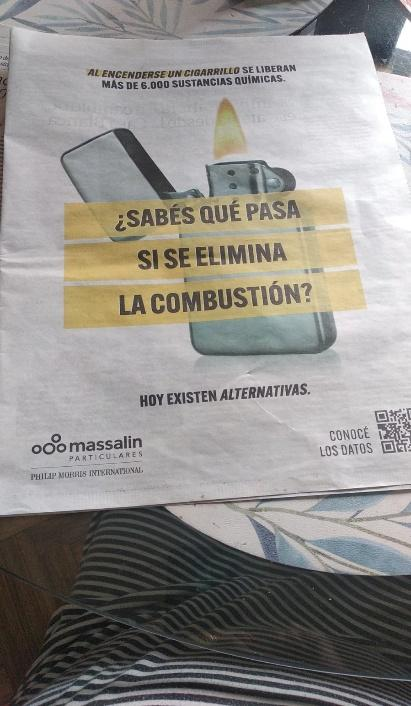 AL ENCENDERSE UN CIGARRILLO SE LIBERAN
MÁS DE 6.000 SUSTANCIAS QUÍMICAS.
¿SABÉS QUÉ PASA
SI SE ELIMINA
LA COMBUSTIÓN?
HOY EXISTEN ALTERNATIVAS.
massalin
PARTICULARES
PHILIP MORRIS INTERNATIONAL
CONOCÉ
LOS DATOS